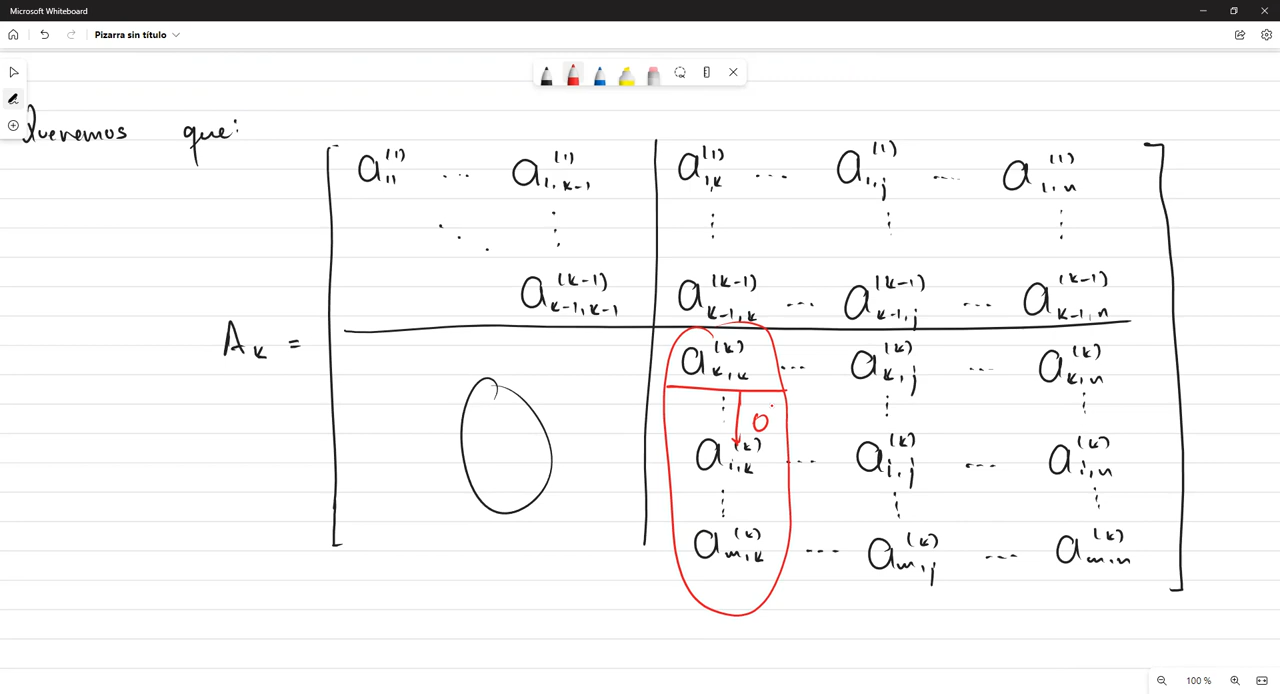 Microsoft Whiteboard
Pizarra sin título
Queremos que:
a₁₁⁽¹⁾ ... a₁,ₖ₋₁⁽¹⁾ a₁,ₖ⁽¹⁾ ... a₁,ⱼ⁽¹⁾ ... a₁,ₙ⁽¹⁾
⋱ ⋮ ⋮ ⋮ ⋮
aₖ₋₁,ₖ₋₁⁽ᵏ⁻¹⁾ aₖ₋₁,ₖ⁽ᵏ⁻¹⁾ ... aₖ₋₁,ⱼ⁽ᵏ⁻¹⁾ ... aₖ₋₁,ₙ⁽ᵏ⁻¹⁾
Aₖ =
aₖ,ₖ⁽ᵏ⁾ ... aₖ,ⱼ⁽ᵏ⁾ ... aₖ,ₙ⁽ᵏ⁾
⋮ 0 ⋮ ⋮
0 aᵢ,ₖ⁽ᵏ⁾ ... aᵢ,ⱼ⁽ᵏ⁾ ... aᵢ,ₙ⁽ᵏ⁾
⋮ ⋮ ⋮
aₘ,ₖ⁽ᵏ⁾ ... aₘ,ⱼ⁽ᵏ⁾ ... aₘ,ₙ⁽ᵏ⁾
100 %